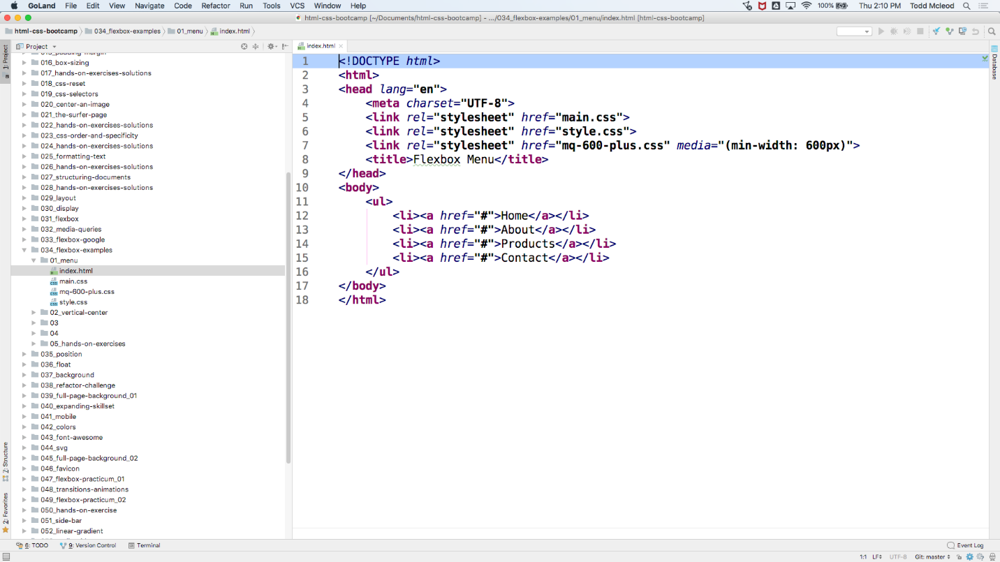 GoLand File Edit View Navigate Code Refactor Run Tools VCS Window Help 100% Thu 2:10 PM Todd Mcleod
html-css-bootcamp [~/Documents/html-css-bootcamp] - .../034_flexbox-examples/01_menu/index.html [html-css-bootcamp]
html-css-bootcamp 034_flexbox-examples 01_menu index.html
1: Project
Project
015_padding-margin
016_box-sizing
017_hands-on-exercises-solutions
018_css-reset
019_css-selectors
020_center-an-image
021_the-surfer-page
022_hands-on-exercises-solutions
023_css-order-and-specificity
024_hands-on-exercises-solutions
025_formatting-text
026_hands-on-exercises-solutions
027_structuring-documents
028_hands-on-exercises-solutions
029_layout
030_display
031_flexbox
032_media-queries
033_flexbox-google
034_flexbox-examples
01_menu
index.html
main.css
mq-600-plus.css
style.css
02_vertical-center
03
04
05_hands-on-exercises
035_position
036_float
037_background
038_refactor-challenge
039_full-page-background_01
040_expanding-skillset
041_mobile
042_colors
043_font-awesome
044_svg
045_full-page-background_02
046_favicon
047_flexbox-practicum_01
048_transitions-animations
049_flexbox-practicum_02
050_hands-on-exercise
051_side-bar
052_linear-gradient
7: Structure
2: Favorites
index.html
1 <!DOCTYPE html>
2 <html>
3 <head lang="en">
4 <meta charset="UTF-8">
5 <link rel="stylesheet" href="main.css">
6 <link rel="stylesheet" href="style.css">
7 <link rel="stylesheet" href="mq-600-plus.css" media="(min-width: 600px)">
8 <title>Flexbox Menu</title>
9 </head>
10 <body>
11 <ul>
12 <li><a href="#">Home</a></li>
13 <li><a href="#">About</a></li>
14 <li><a href="#">Products</a></li>
15 <li><a href="#">Contact</a></li>
16 </ul>
17 </body>
18 </html>
Database
6: TODO 9: Version Control Terminal Event Log
1:1 LF UTF-8 Git: master